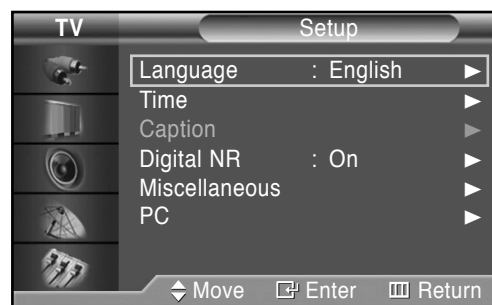 TV Setup
Language : English
Time
Caption
Digital NR : On
Miscellaneous
PC
Move Enter Return